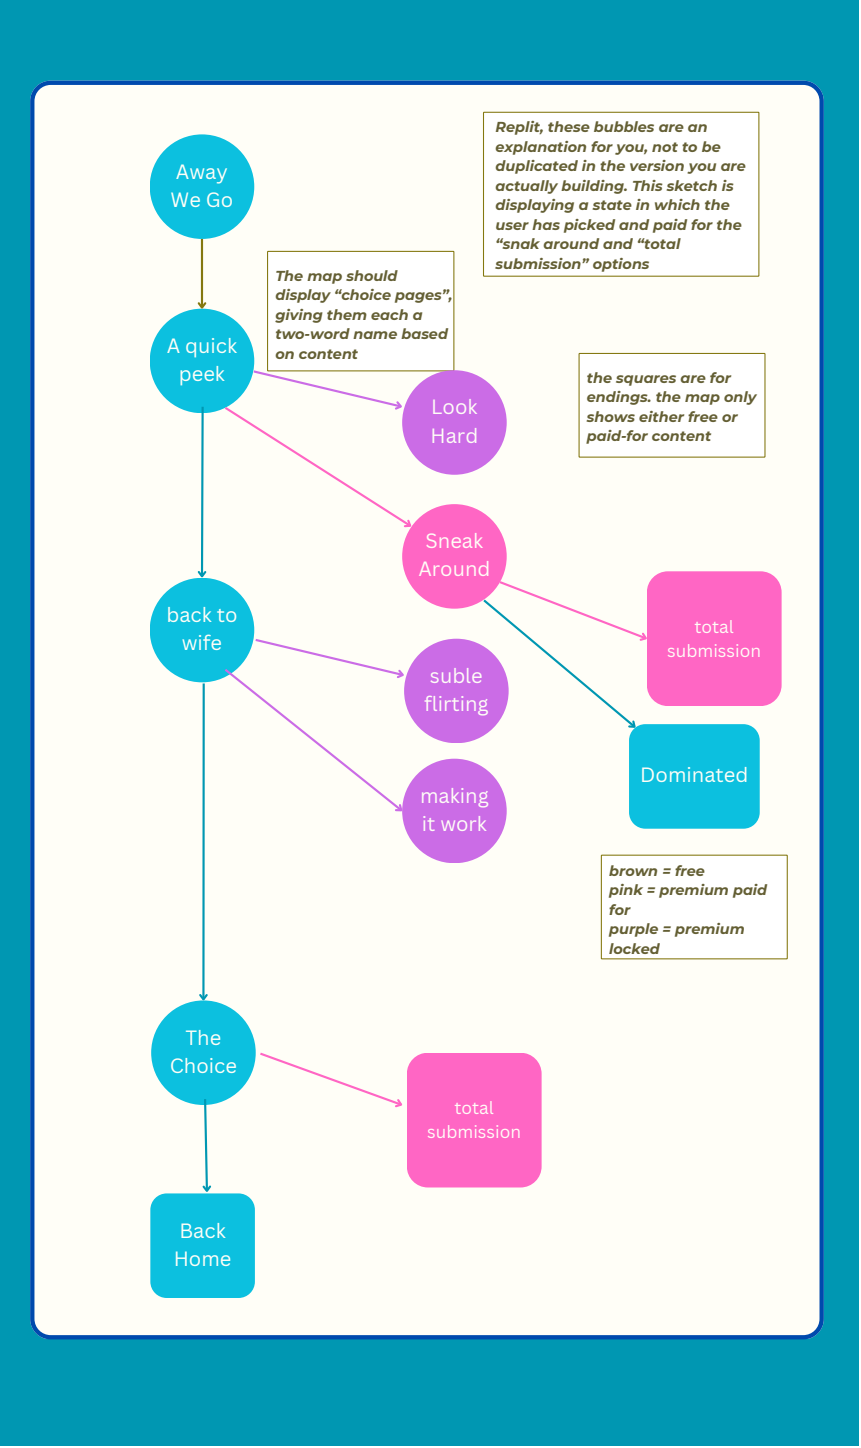 Away
We Go
Replit, these bubbles are an
explanation for you, not to be
duplicated in the version you are
actually building. This sketch is
displaying a state in which the
user has picked and paid for the
“snak around and “total
submission” options
The map should
display “choice pages”,
giving them each a
two-word name based
on content
A quick
peek
Look
Hard
the squares are for
endings. the map only
shows either free or
paid-for content
Sneak
Around
total
submission
back to
wife
suble
flirting
Dominated
making
it work
brown = free
pink = premium paid
for
purple = premium
locked
The
Choice
total
submission
Back
Home